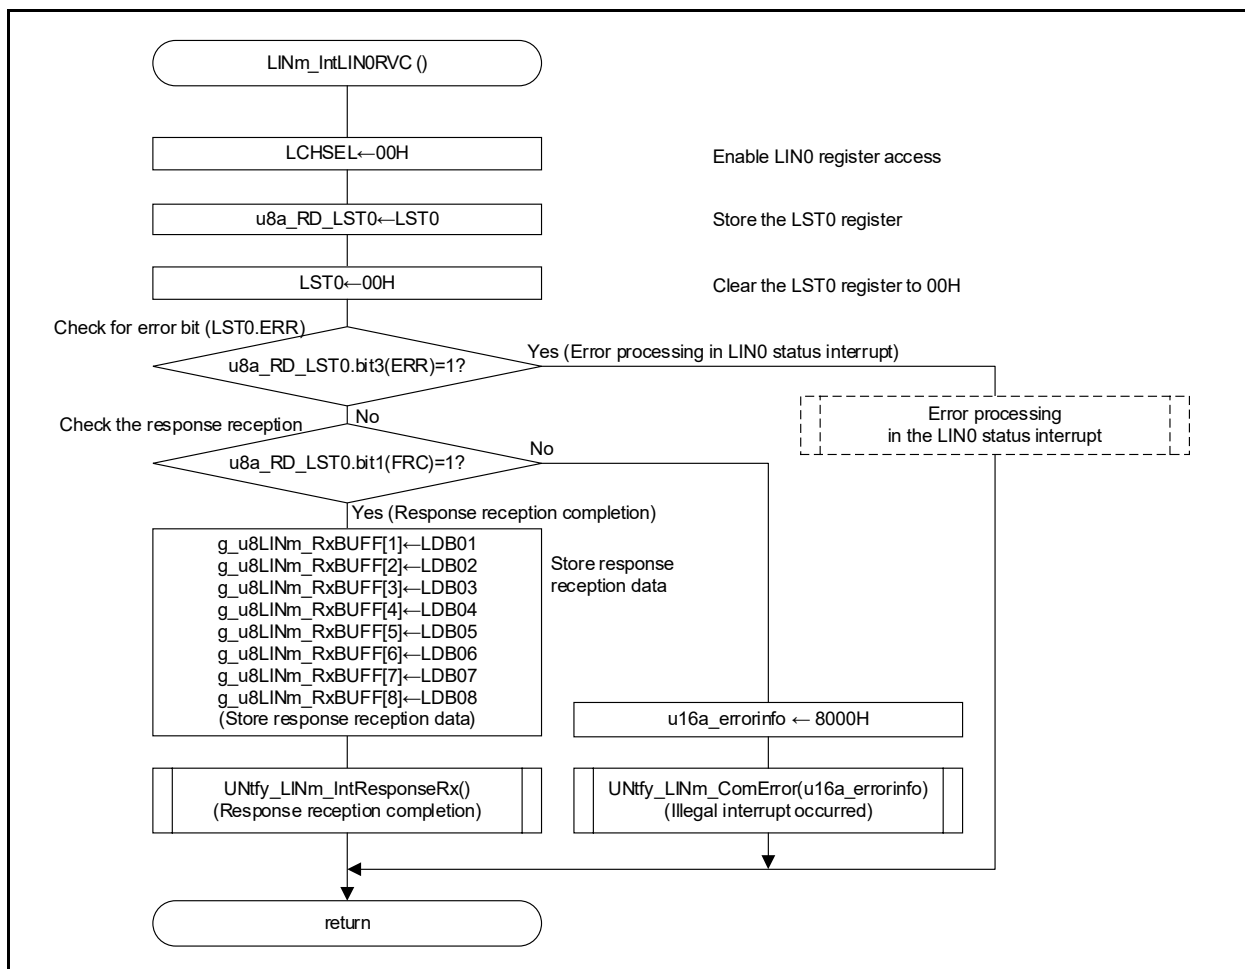 LINm_IntLIN0RVC ()
LCHSEL←00H
Enable LIN0 register access
u8a_RD_LST0←LST0
Store the LST0 register
LST0←00H
Clear the LST0 register to 00H
Check for error bit (LST0.ERR)
u8a_RD_LST0.bit3(ERR)=1?
Yes (Error processing in LIN0 status interrupt)
Error processing
in the LIN0 status interrupt
No
Check the response reception
u8a_RD_LST0.bit1(FRC)=1?
No
Yes (Response reception completion)
g_u8LINm_RxBUFF[1]←LDB01
g_u8LINm_RxBUFF[2]←LDB02
g_u8LINm_RxBUFF[3]←LDB03
g_u8LINm_RxBUFF[4]←LDB04
g_u8LINm_RxBUFF[5]←LDB05
g_u8LINm_RxBUFF[6]←LDB06
g_u8LINm_RxBUFF[7]←LDB07
g_u8LINm_RxBUFF[8]←LDB08
(Store response reception data)
Store response
reception data
u16a_errorinfo ← 8000H
UNtfy_LINm_IntResponseRx()
(Response reception completion)
UNtfy_LINm_ComError(u16a_errorinfo)
(Illegal interrupt occurred)
return